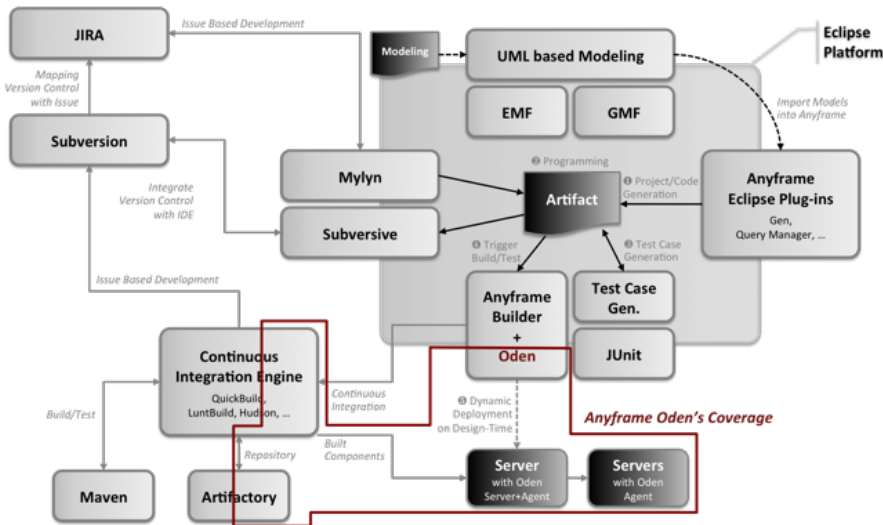 JIRA
Issue Based Development
Modeling
UML based Modeling
Eclipse
Platform
Mapping
Version Control
with Issue
EMF
GMF
Import Models
into Anyframe
Subversion
Mylyn
❷ Programming
❶ Project/Code
Generation
Anyframe
Eclipse Plug-ins
Gen,
Query Manager, ...
Artifact
Integrate
Version Control
with IDE
Subversive
❹ Trigger
Build/Test
❸ Test Case
Generation
Issue Based Development
Anyframe
Builder
+
Oden
Test Case
Gen.
JUnit
Continuous
Integration Engine
QuickBuild,
LuntBuild, Hudson, ...
Continuous
Integration
❺ Dynamic
Deployment
on Design-Time
Anyframe Oden's Coverage
Build/Test
Repository
Built
Components
Maven
Artifactory
Server
with Oden
Server+Agent
Servers
with Oden
Agent